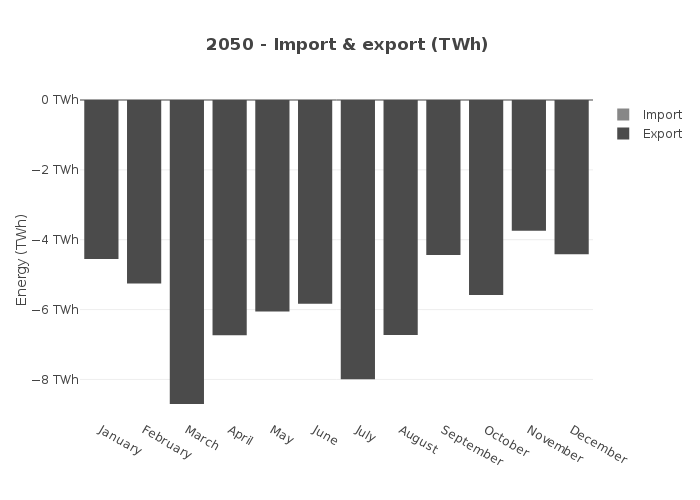 2050 - Import & export (TWh)
0 TWh
−2 TWh
−4 TWh
−6 TWh
−8 TWh
Energy (TWh)
January
February
March
April
May
June
July
August
September
October
November
December
Import
Export